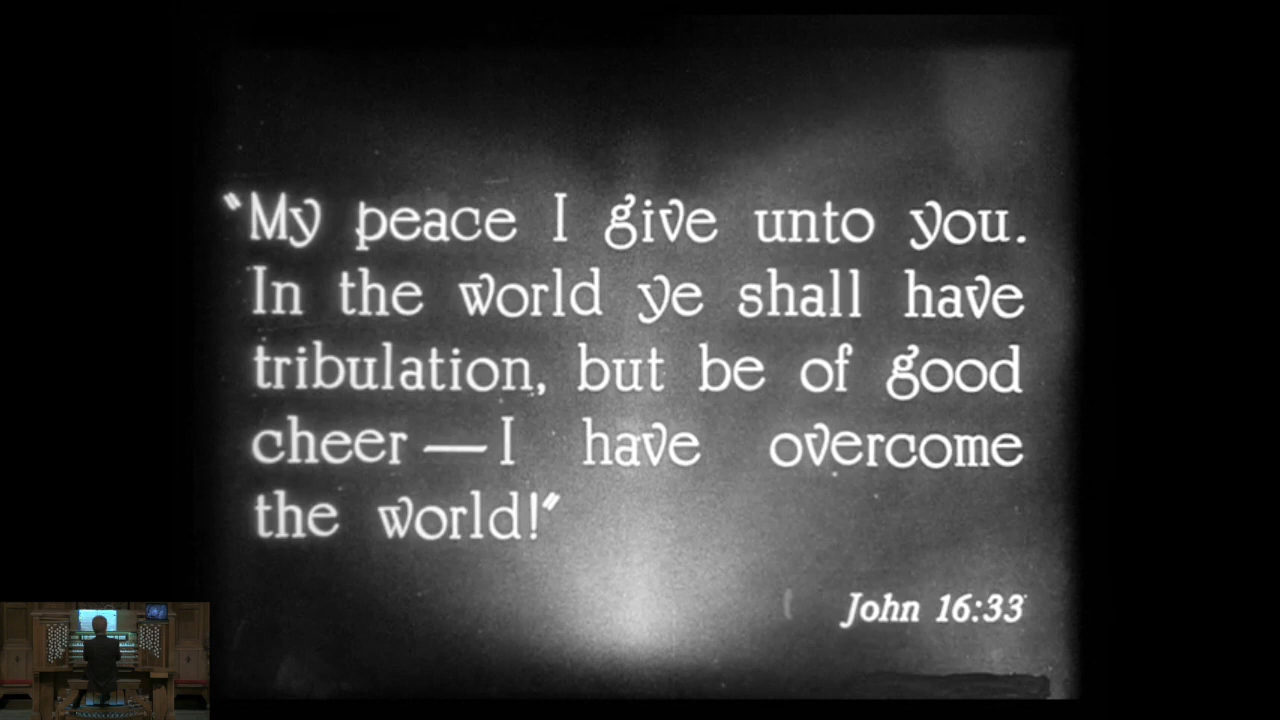 “My peace I give unto you.
In the world ye shall have
tribulation, but be of good
cheer — I have overcome
the world!”
John 16:33